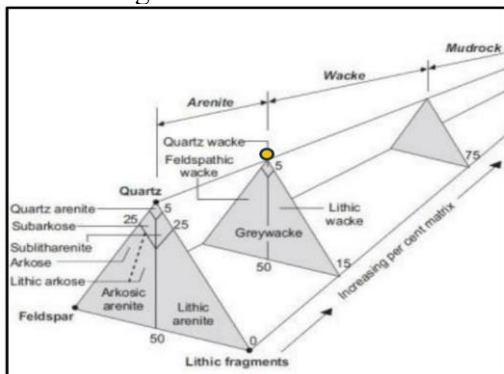 Mudrock
Wacke
Arenite
Quartz wacke
Feldspathic
wacke
5
Quartz
75
Quartz arenite
5
Lithic
wacke
25
25
Subarkose
Sublitharenite
Greywacke
Arkose
Lithic arkose
50
15
Increasing per cent matrix
Arkosic
arenite
Lithic
arenite
Feldspar
0
50
Lithic fragments